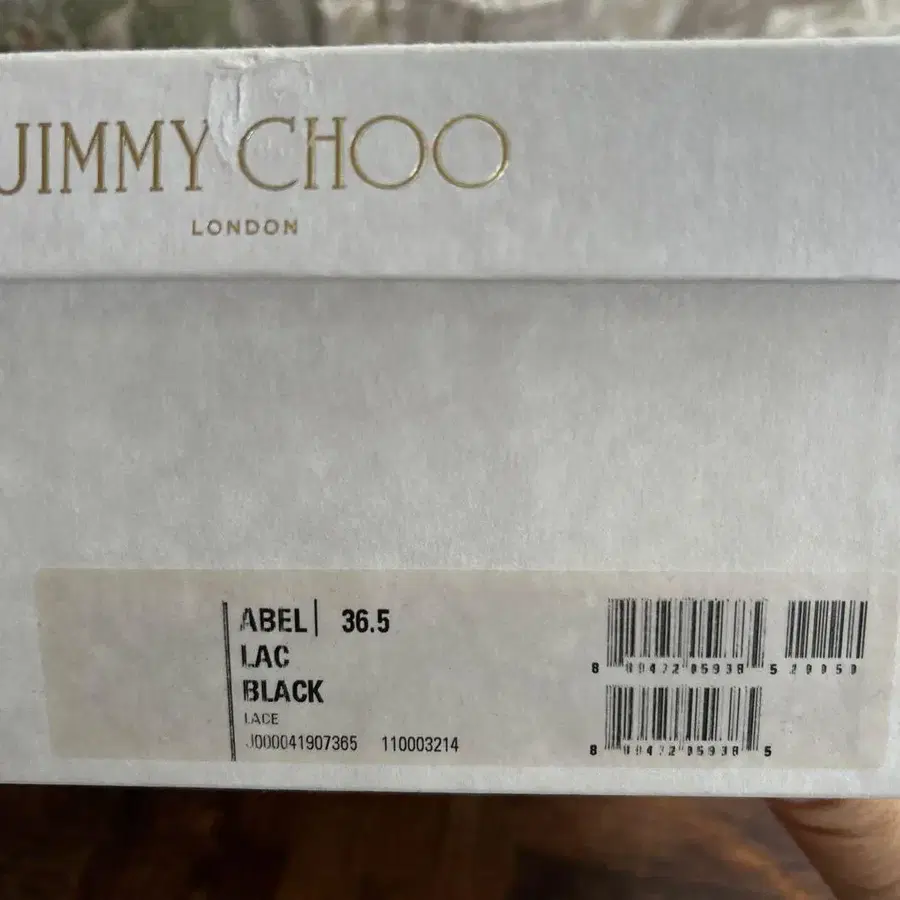 JIMMY CHOO
LONDON
ABEL 36.5
LAC
BLACK
LACE
J000041907365 110003214